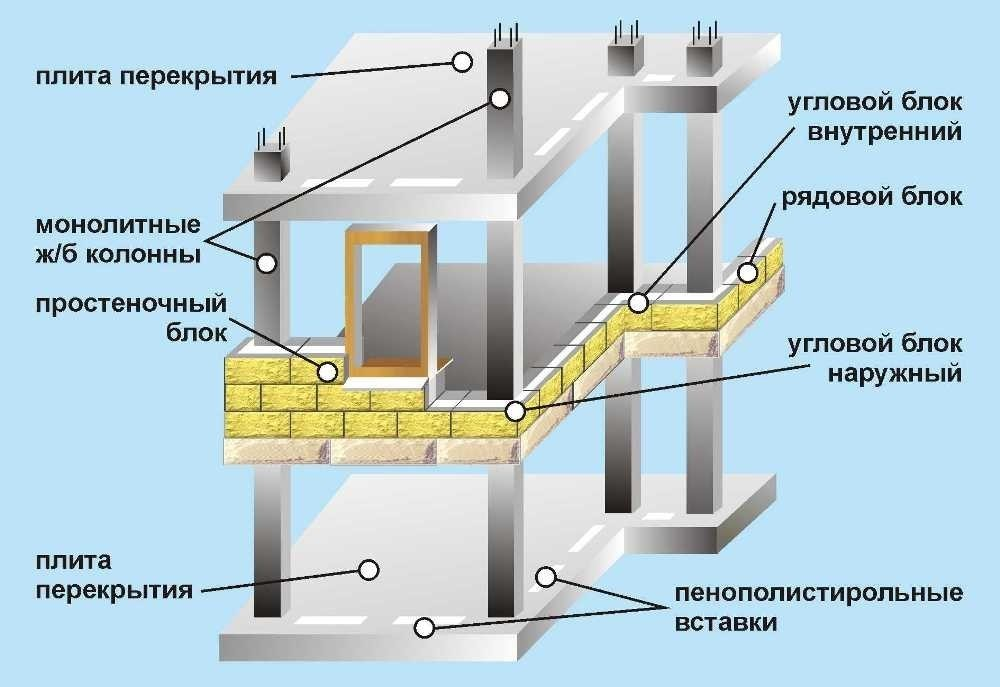 плита перекрытия
угловой блок
внутренний
рядовой блок
монолитные
ж/б колонны
простеночный
блок
угловой блок
наружный
плита
перекрытия
пенополистирольные
вставки